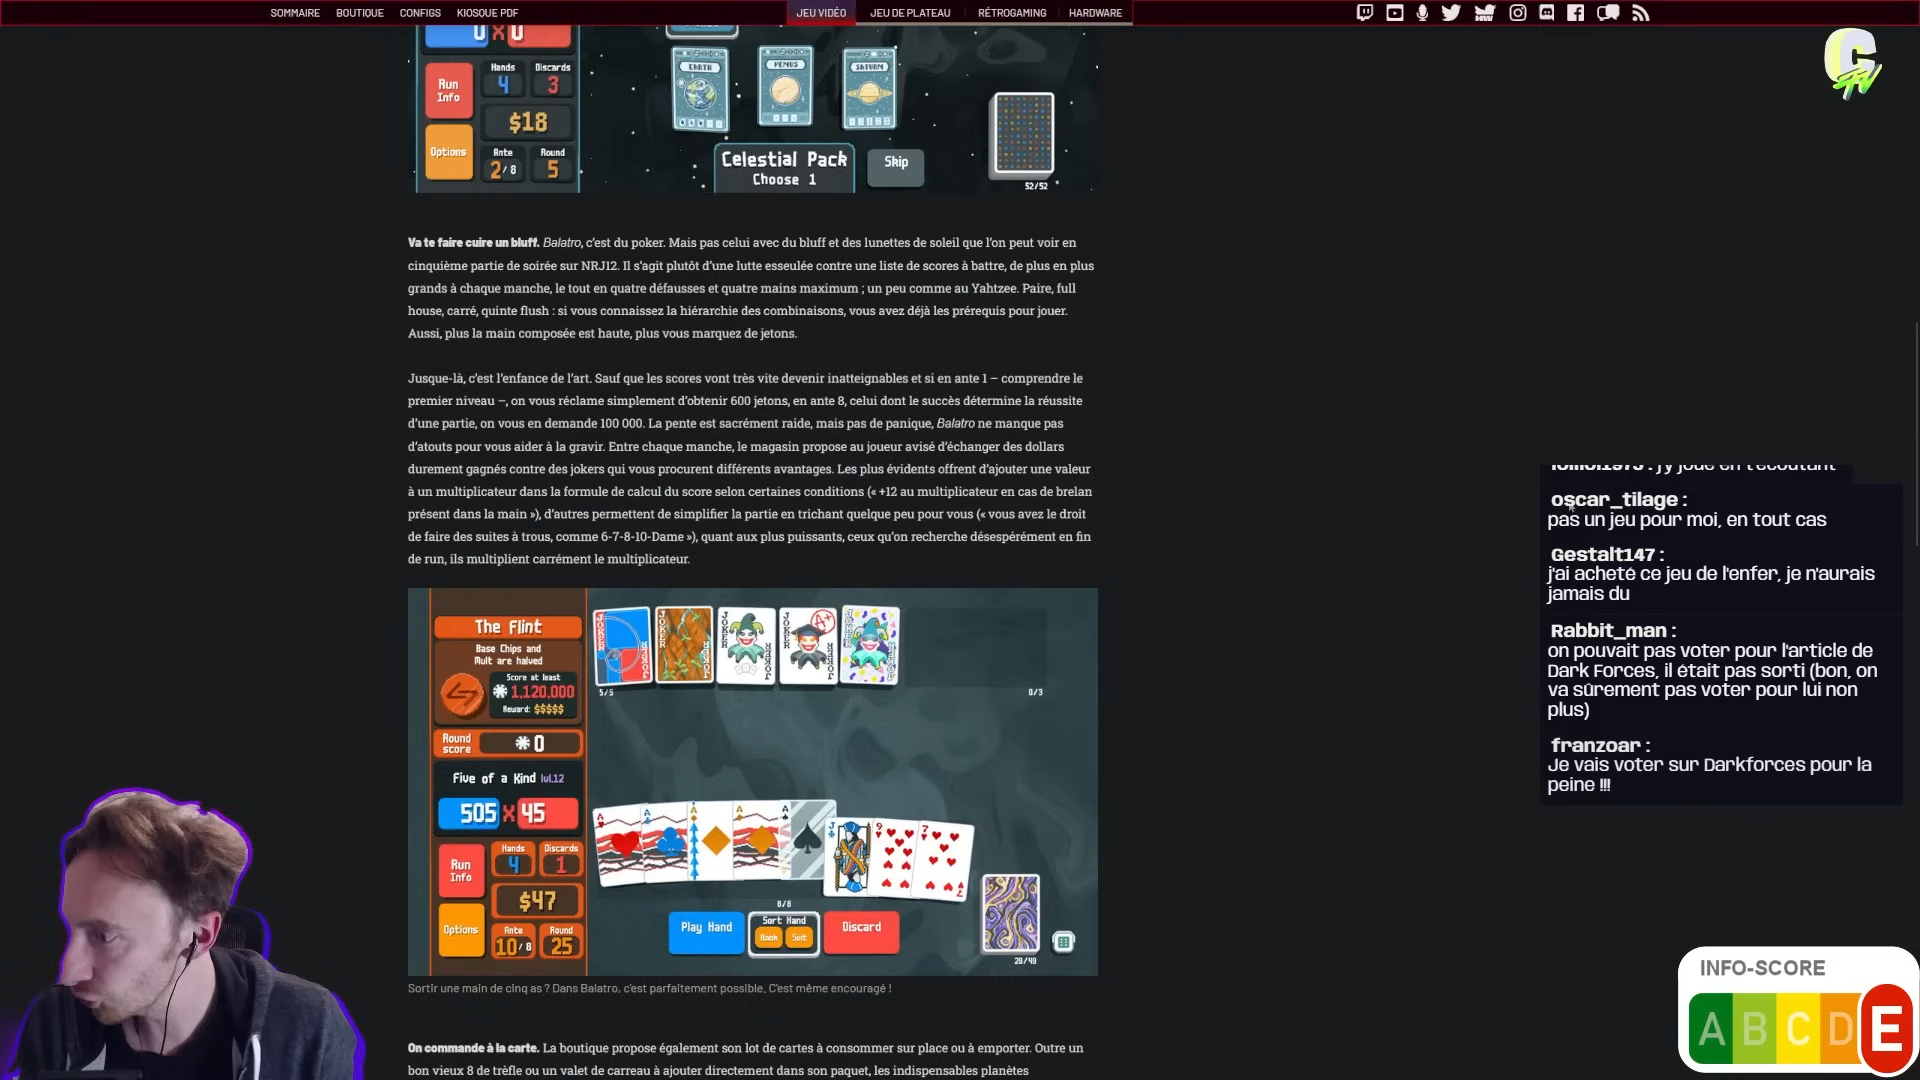 SOMMAIRE BOUTIQUE CONFIGS KIOSQUE PDF JEU VIDÉO JEU DE PLATEAU RÉTROGAMING HARDWARE
0 X 0
Run Info
Hands 4
Discards 3
$18
Options
Ante 2/8
Round 5
EARTH
VENUS
SATURN
Celestial Pack
Choose 1
Skip
52/52
Va te faire cuire un bluff. Balatro, c'est du poker. Mais pas celui avec du bluff et des lunettes de soleil que l'on peut voir en
cinquième partie de soirée sur NRJ12. Il s'agit plutôt d'une lutte esseulée contre une liste de scores à battre, de plus en plus
grands à chaque manche, le tout en quatre défausses et quatre mains maximum ; un peu comme au Yahtzee. Paire, full
house, carré, quinte flush : si vous connaissez la hiérarchie des combinaisons, vous avez déjà les prérequis pour jouer.
Aussi, plus la main composée est haute, plus vous marquez de jetons.
Jusque-là, c'est l'enfance de l'art. Sauf que les scores vont très vite devenir inatteignables et si en ante 1 – comprendre le
premier niveau –, on vous réclame simplement d'obtenir 600 jetons, en ante 8, celui dont le succès détermine la réussite
d'une partie, on vous en demande 100 000. La pente est sacrément raide, mais pas de panique, Balatro ne manque pas
d'atouts pour vous aider à la gravir. Entre chaque manche, le magasin propose au joueur avisé d'échanger des dollars
durement gagnés contre des jokers qui vous procurent différents avantages. Les plus évidents offrent d'ajouter une valeur
à un multiplicateur dans la formule de calcul du score selon certaines conditions (« +12 au multiplicateur en cas de brelan
présent dans la main »), d'autres permettent de simplifier la partie en trichant quelque peu pour vous (« vous avez le droit
de faire des suites à trous, comme 6-7-8-10-Dame »), quant aux plus puissants, ceux qu'on recherche désespérément en fin
de run, ils multiplient carrément le multiplicateur.
The Flint
Base Chips and
Mult are halved
Score at least
1,120,000
Reward: $$$$$
Round score 0
Five of a Kind lvl.12
505 X 45
Run Info
Hands 4
Discards 1
$47
Options
Ante 10/8
Round 25
JOKER JOKER JOKER JOKER JOKER
A+
5/5
0/3
A A A A A J 9 7
8/8
Play Hand
Sort Hand
Rank Suit
Discard
29/49
Sortir une main de cinq as ? Dans Balatro, c'est parfaitement possible. C'est même encouragé !
On commande à la carte. La boutique propose également son lot de cartes à consommer sur place ou à emporter. Outre un
bon vieux 8 de trèfle ou un valet de carreau à ajouter directement dans son paquet, les indispensables planètes
j'y joue en l'écoutant
oscar_tilage :
pas un jeu pour moi, en tout cas
Gestalt147 :
j'ai acheté ce jeu de l'enfer, je n'aurais
jamais du
Rabbit_man :
on pouvait pas voter pour l'article de
Dark Forces, il était pas sorti (bon, on
va sûrement pas voter pour lui non
plus)
franzoar :
Je vais voter sur Darkforces pour la
peine !!!
INFO-SCORE
A B C D E